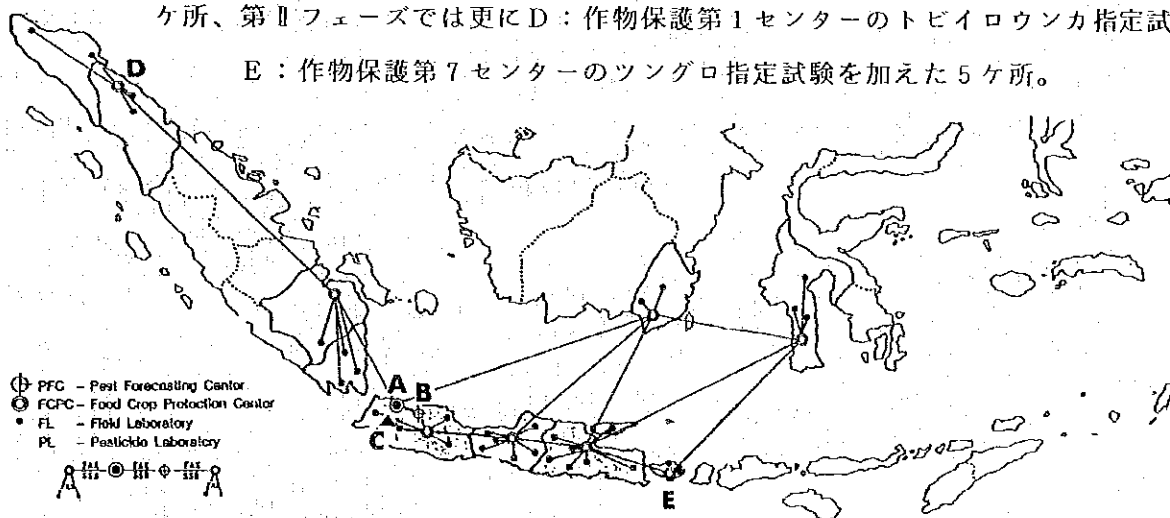 ケ所、第Ⅱフェーズでは更にD:作物保護第1センターのトビイロウンカ指定試
E:作物保護第7センターのツングロ指定試験を加えた5ケ所。
D
A
B
C
E
PFC - Pest Forecasting Center
FCPC - Food Crop Protection Center
FL - Field Laboratory
PL - Pesticide Laboratory